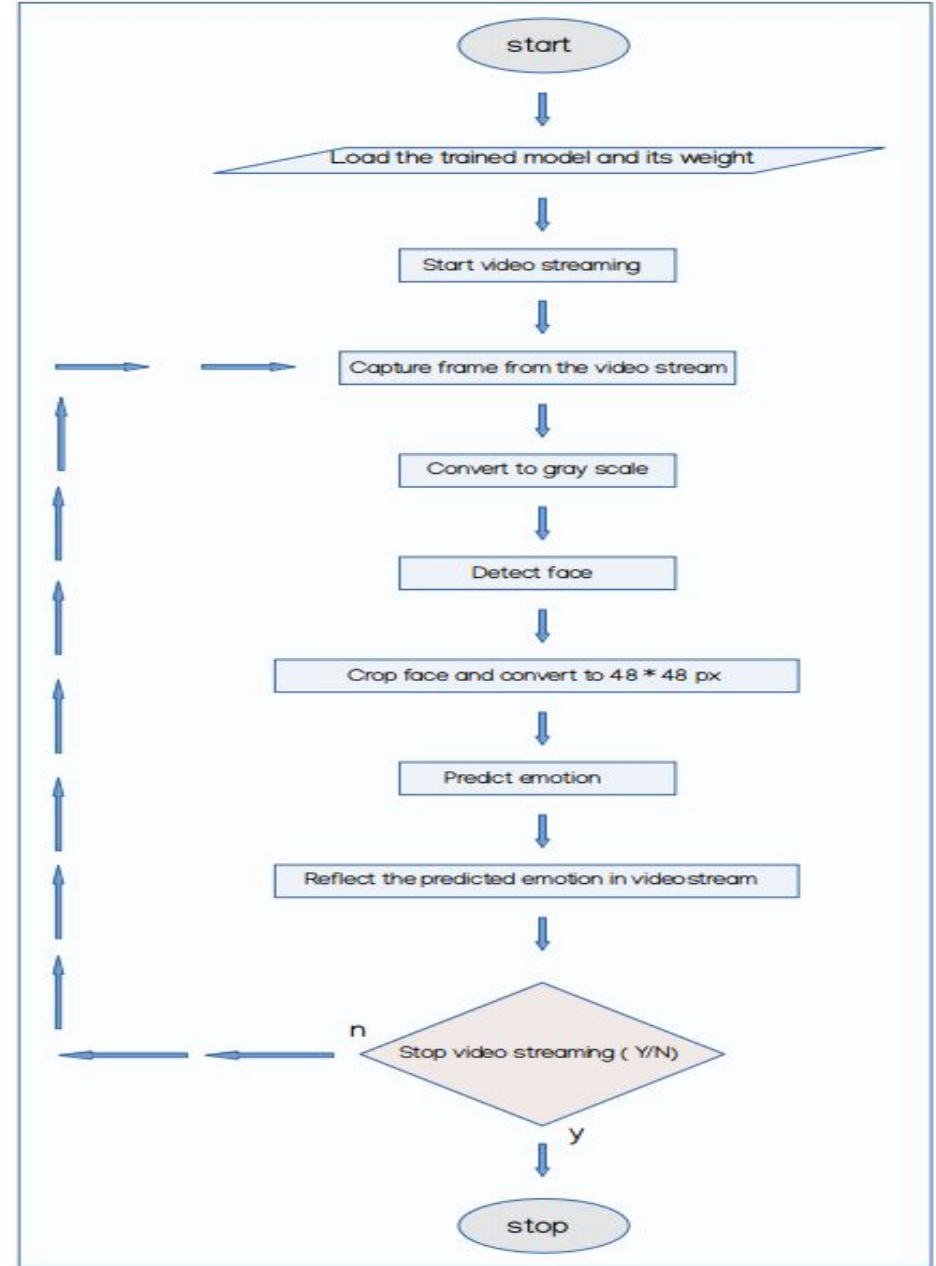 start
Load the trained model and its weight
Start video streaming
Capture frame from the video stream
Convert to gray scale
Detect face
Crop face and convert to 48 * 48 px
Predict emotion
Reflect the predicted emotion in videostream
n
Stop video streaming ( Y/N)
y
stop